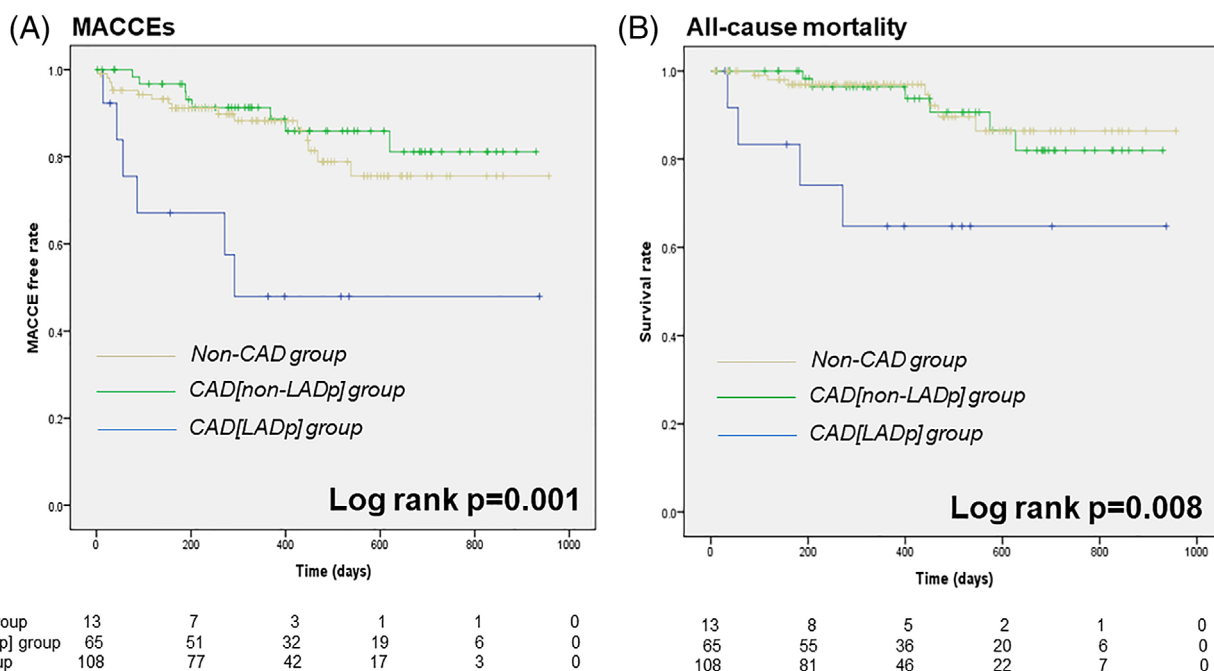 (A) MACCEs
1.0
0.8
0.6
0.4
0.2
0.0
MACCE free rate
Non-CAD group
CAD[non-LADp] group
CAD[LADp] group
Log rank p=0.001
0 200 400 600 800 1000
Time (days)
roup 13 7 3 1 1 0
p] group 65 51 32 19 6 0
up 108 77 42 17 3 0
(B) All-cause mortality
1.0
0.8
0.6
0.4
0.2
0.0
Survival rate
Non-CAD group
CAD[non-LADp] group
CAD[LADp] group
Log rank p=0.008
0 200 400 600 800 1000
Time (days)
13 8 5 2 1 0
65 55 36 20 6 0
108 81 46 22 7 0